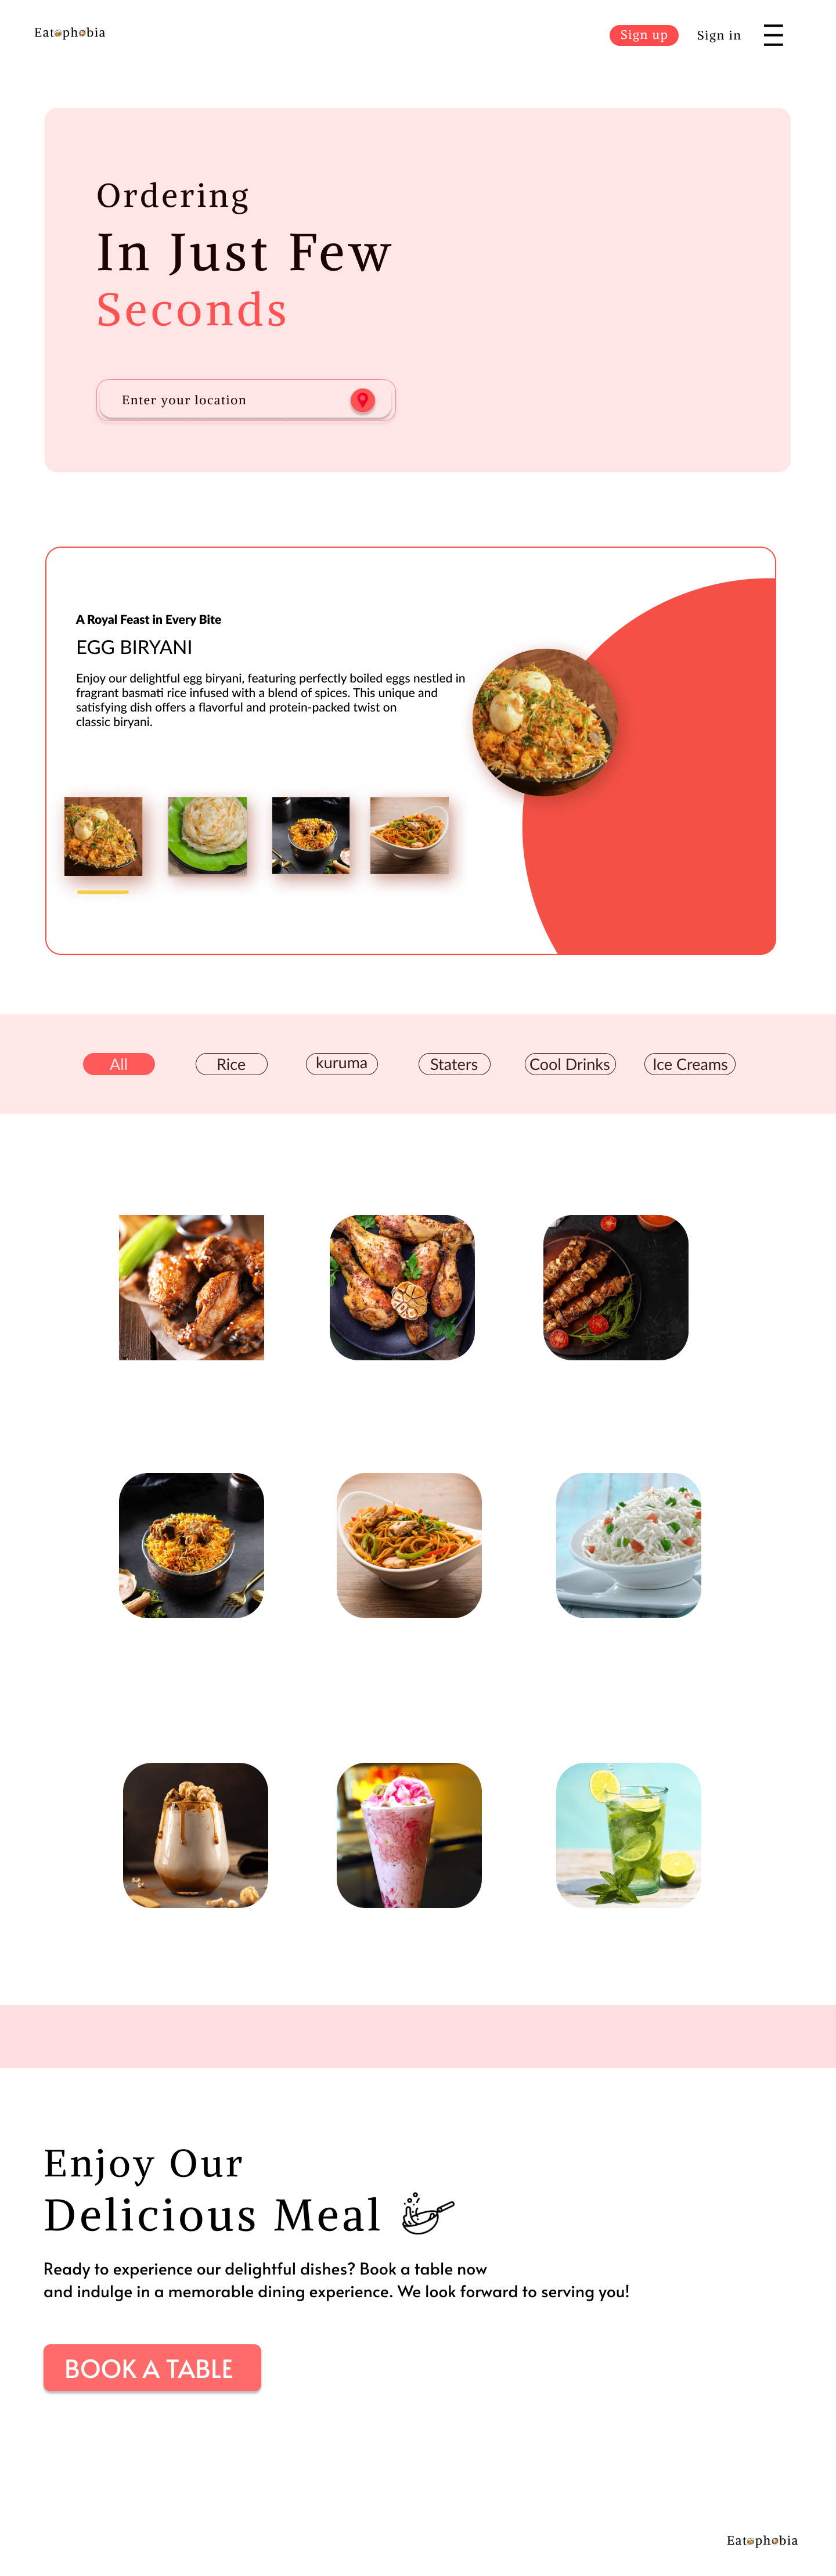 Eatophobia
Sign up
Sign in
Ordering
In Just Few
Seconds
Enter your location
A Royal Feast in Every Bite
EGG BIRYANI
Enjoy our delightful egg biryani, featuring perfectly boiled eggs nestled in
fragrant basmati rice infused with a blend of spices. This unique and
satisfying dish offers a flavorful and protein-packed twist on
classic biryani.
All
Rice
kuruma
Staters
Cool Drinks
Ice Creams
Enjoy Our
Delicious Meal
Ready to experience our delightful dishes? Book a table now
and indulge in a memorable dining experience. We look forward to serving you!
BOOK A TABLE
Eatophobia